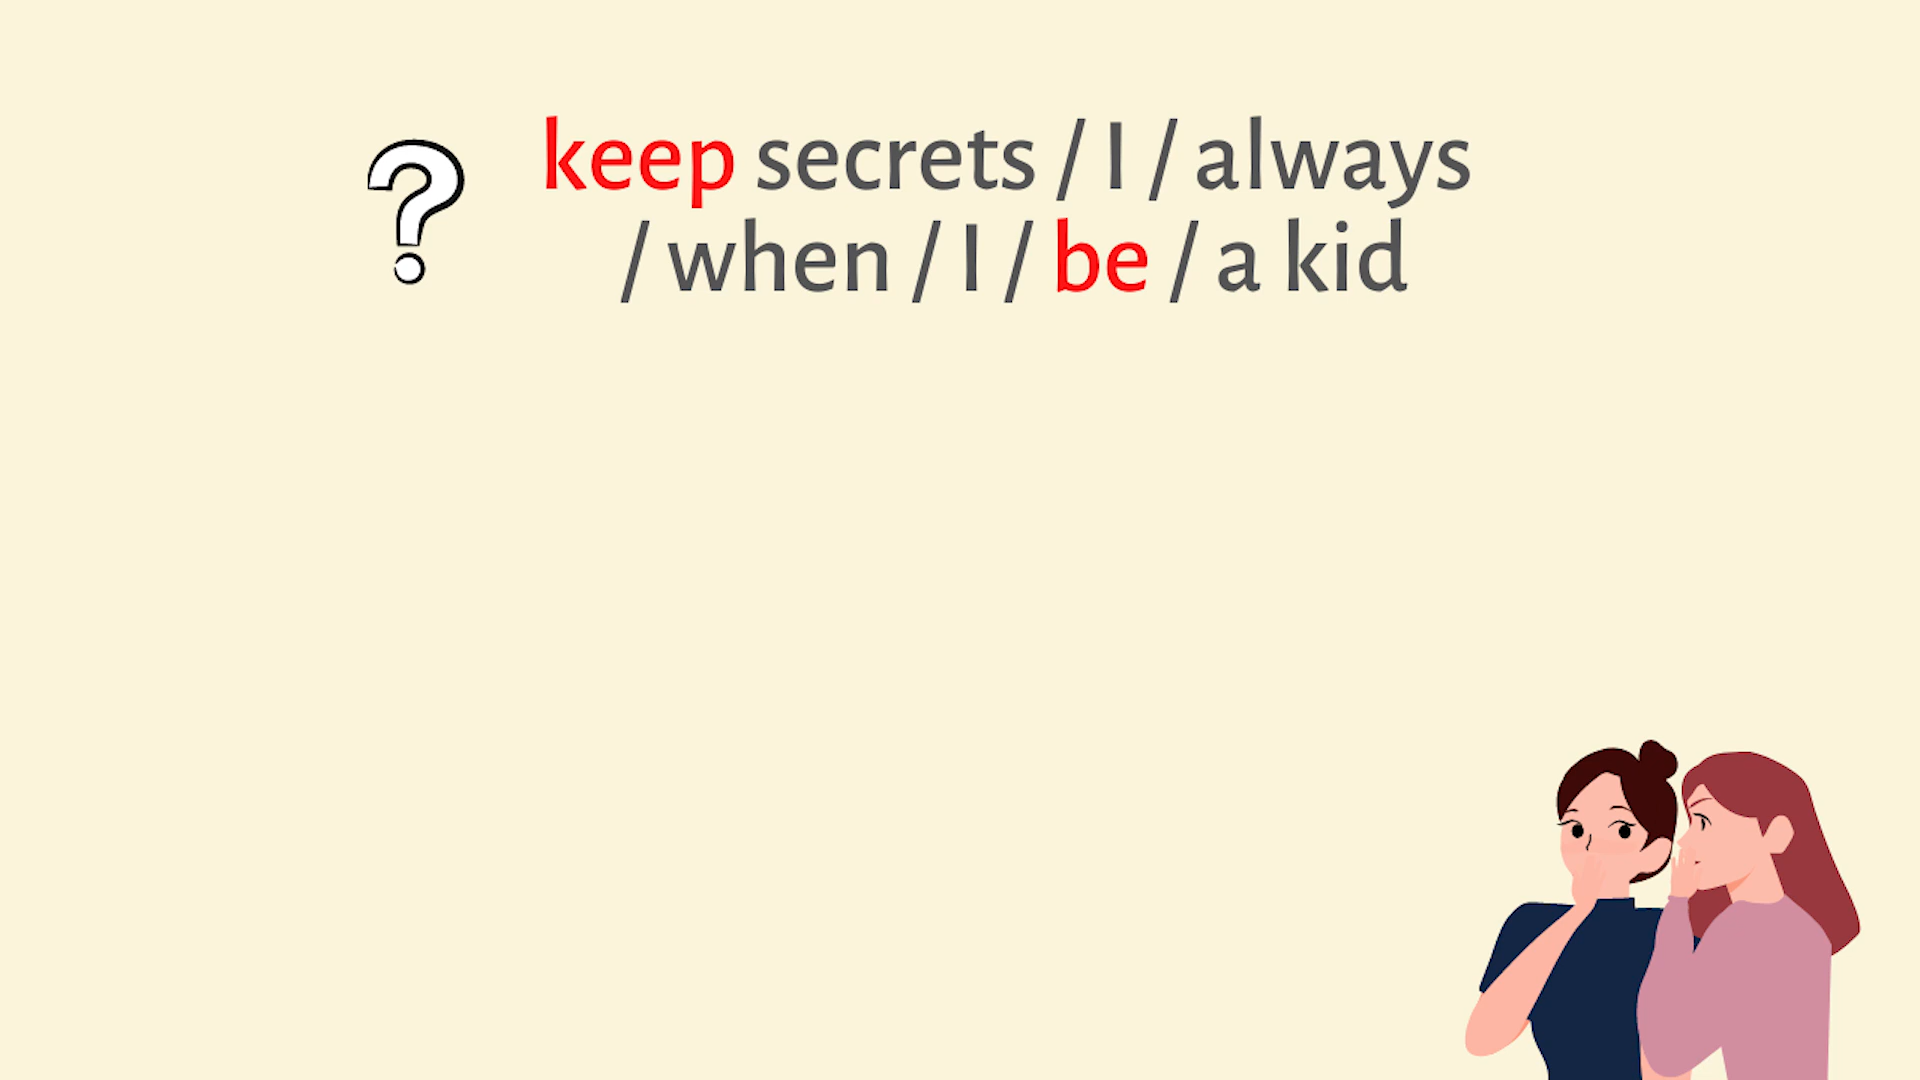 ? keep secrets / I / always
/ when / I / be / a kid